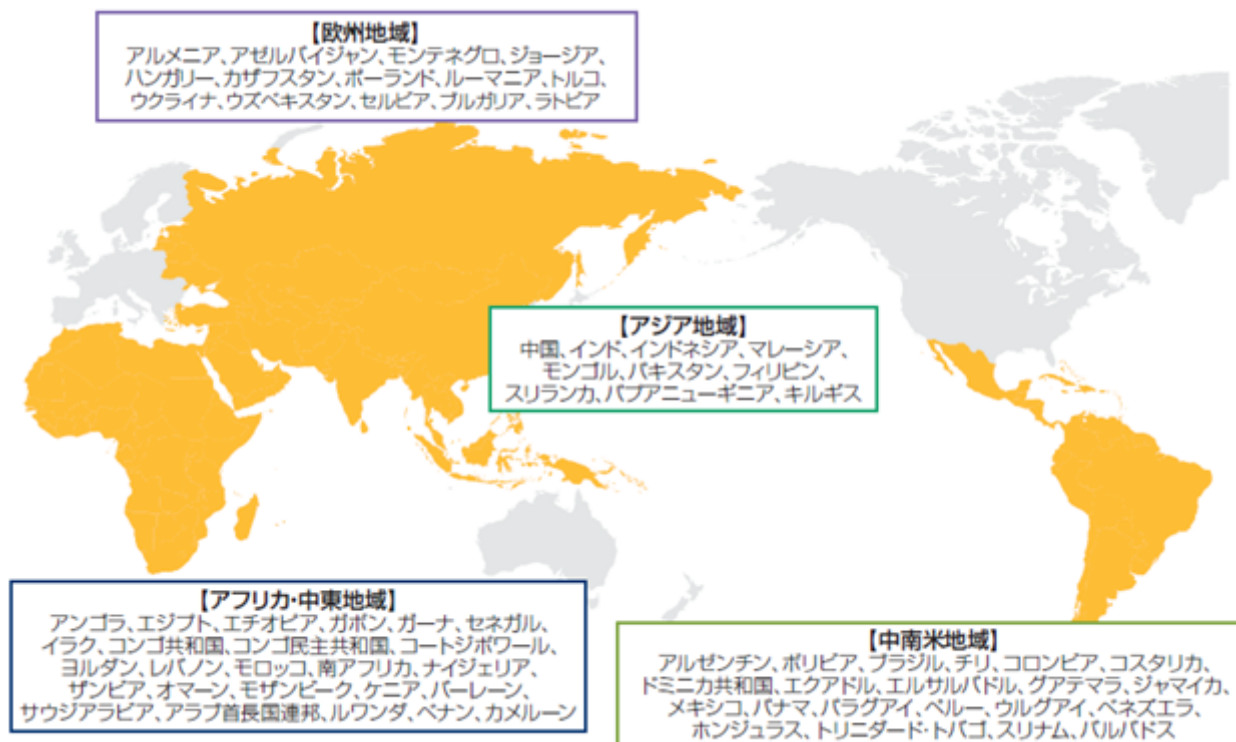 【欧州地域】
アルメニア、アゼルバイジャン、モンテネグロ、ジョージア、
ハンガリー、カザフスタン、ポーランド、ルーマニア、トルコ、
ウクライナ、ウズベキスタン、セルビア、ブルガリア、ラトビア
【アジア地域】
中国、インド、インドネシア、マレーシア、
モンゴル、パキスタン、フィリピン、
スリランカ、パプアニューギニア、キルギス
【アフリカ・中東地域】
アンゴラ、エジプト、エチオピア、ガボン、ガーナ、セネガル、
イラク、コンゴ共和国、コンゴ民主共和国、コートジボワール、
ヨルダン、レバノン、モロッコ、南アフリカ、ナイジェリア、
ザンビア、オマーン、モザンビーク、ケニア、バーレーン、
サウジアラビア、アラブ首長国連邦、ルワンダ、ベナン、カメルーン
【中南米地域】
アルゼンチン、ボリビア、ブラジル、チリ、コロンビア、コスタリカ、
ドミニカ共和国、エクアドル、エルサルバドル、グアテマラ、ジャマイカ、
メキシコ、パナマ、パラグアイ、ペルー、ウルグアイ、ベネズエラ、
ホンジュラス、トリニダード・トバゴ、スリナム、バルバドス